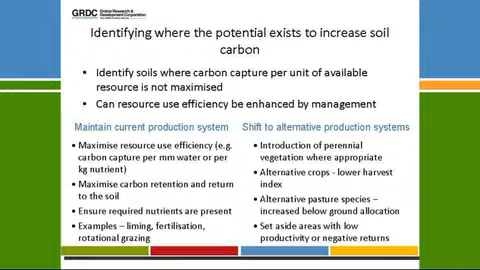 GRDC
Grains Research &
Development Corporation
Identifying where the potential exists to increase soil
carbon
• Identify soils where carbon capture per unit of available
resource is not maximised
• Can resource use efficiency be enhanced by management
Maintain current production system
• Maximise resource use efficiency (e.g.
carbon capture per mm water or per
kg nutrient)
• Maximise carbon retention and return
to the soil
• Ensure required nutrients are present
• Examples – liming, fertilisation,
rotational grazing
Shift to alternative production systems
• Introduction of perennial
vegetation where appropriate
• Alternative crops - lower harvest
index
• Alternative pasture species –
increased below ground allocation
• Set aside areas with low
productivity or negative returns